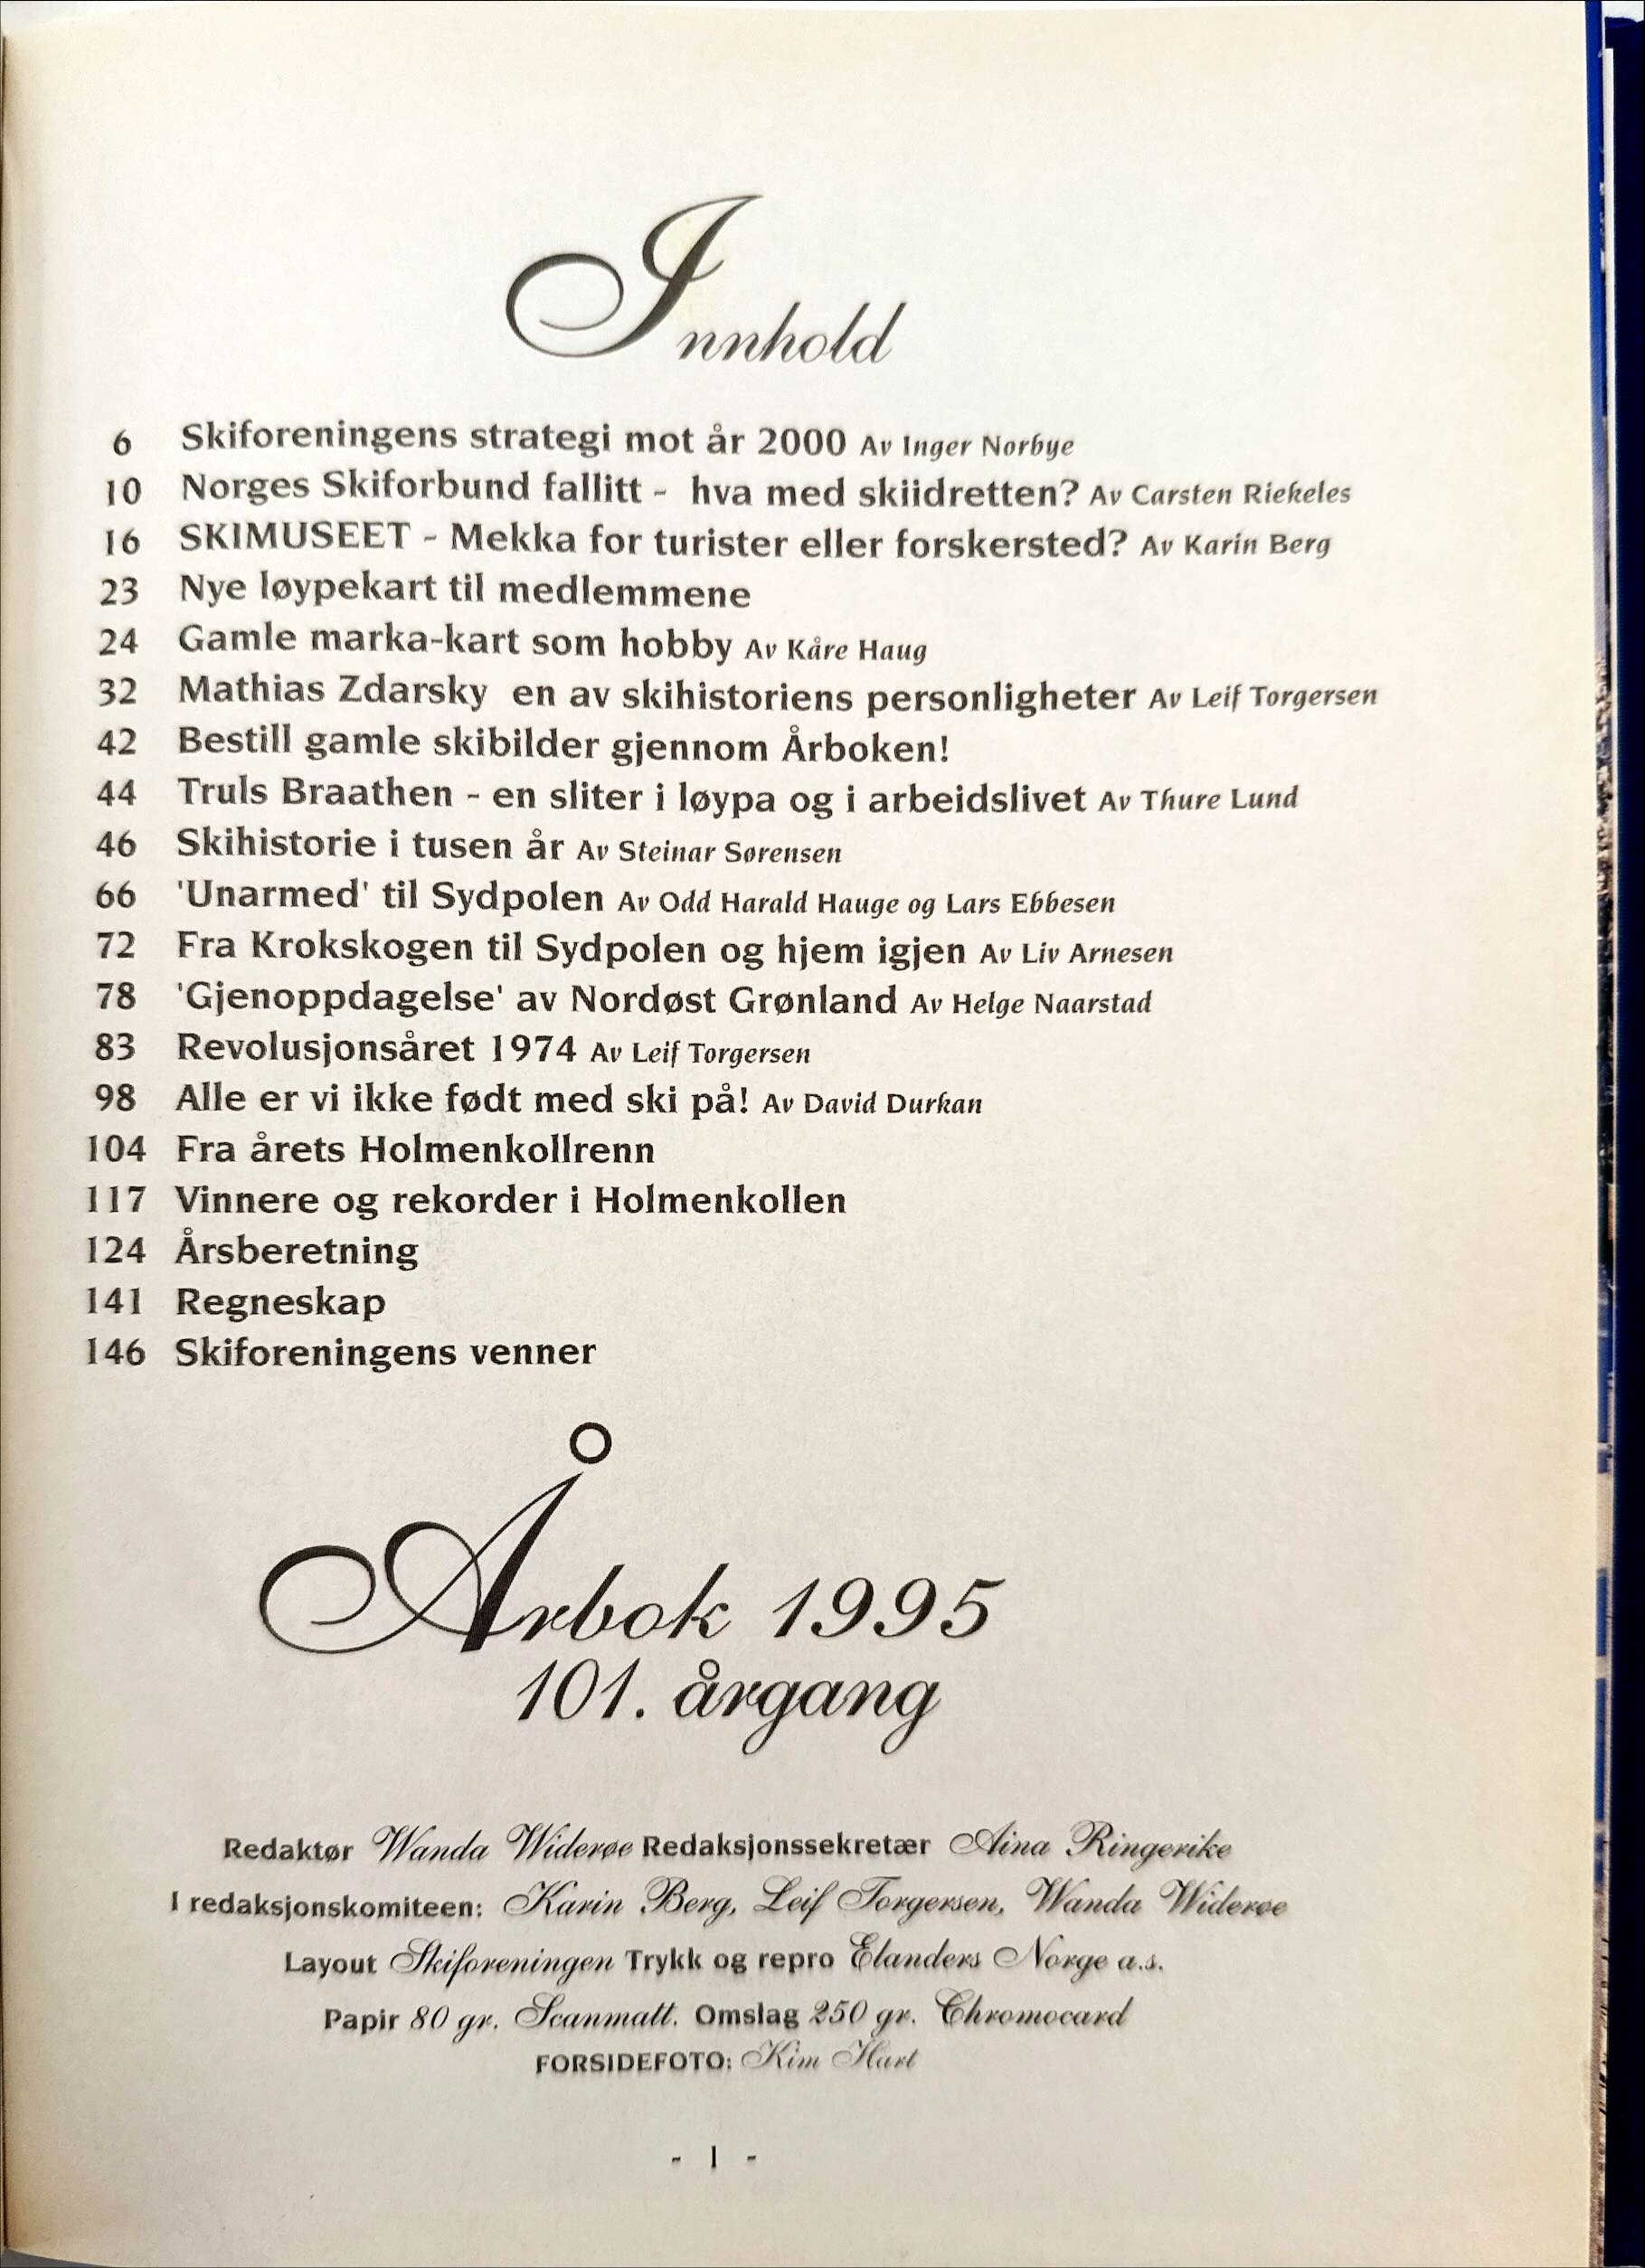 Innhold
6 Skiforeningens strategi mot år 2000 Av Inger Norbye
10 Norges Skiforbund fallitt - hva med skiidretten? Av Carsten Riekeles
16 SKIMUSEET - Mekka for turister eller forskersted? Av Karin Berg
23 Nye løypekart til medlemmene
24 Gamle marka-kart som hobby Av Kåre Haug
32 Mathias Zdarsky en av skihistoriens personligheter Av Leif Torgersen
42 Bestill gamle skibilder gjennom Årboken!
44 Truls Braathen - en sliter i løypa og i arbeidslivet Av Thure Lund
46 Skihistorie i tusen år Av Steinar Sørensen
66 'Unarmed' til Sydpolen Av Odd Harald Hauge og Lars Ebbesen
72 Fra Krokskogen til Sydpolen og hjem igjen Av Liv Arnesen
78 'Gjenoppdagelse' av Nordøst Grønland Av Helge Naarstad
83 Revolusjonsåret 1974 Av Leif Torgersen
98 Alle er vi ikke født med ski på! Av David Durkan
104 Fra årets Holmenkollrenn
117 Vinnere og rekorder i Holmenkollen
124 Årsberetning
141 Regneskap
146 Skiforeningens venner
Årbok 1995
101. årgang
Redaktør Wanda Widerøe Redaksjonssekretær Aina Ringerike
I redaksjonskomiteen: Karin Berg, Leif Torgersen, Wanda Widerøe
Layout Skiforeningen Trykk og repro Elanders Norge a.s.
Papir 80 gr. Scanmatt. Omslag 250 gr. Chromocard
FORSIDEFOTO: Kim Hart
- 1 -